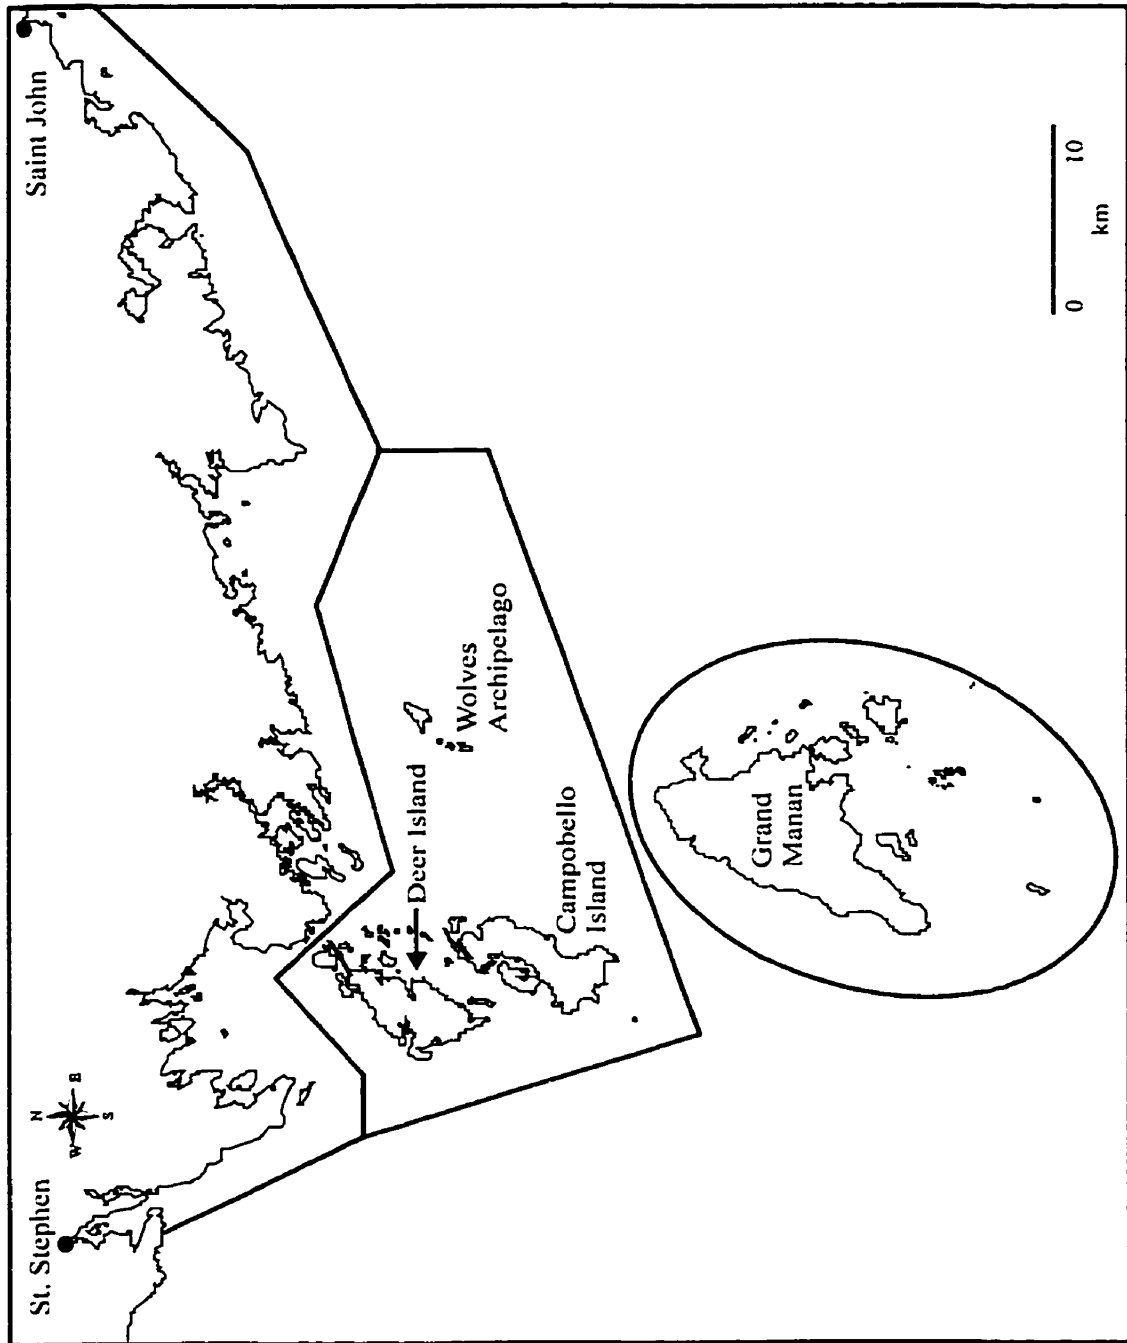 St. Stephen
N
W
E
S
Saint John
Deer Island
Wolves
Archipelago
Campobello
Island
Grand
Manan
0
10
km